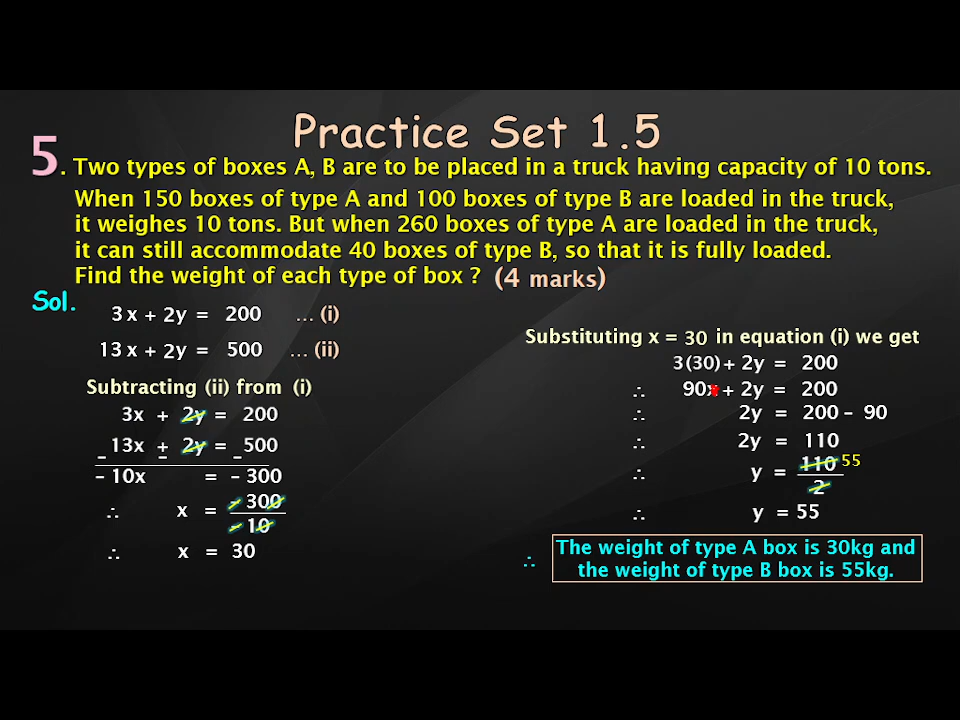 Practice Set 1.5
5. Two types of boxes A, B are to be placed in a truck having capacity of 10 tons.
When 150 boxes of type A and 100 boxes of type B are loaded in the truck,
it weighes 10 tons. But when 260 boxes of type A are loaded in the truck,
it can still accommodate 40 boxes of type B, so that it is fully loaded.
Find the weight of each type of box ? (4 marks)
Sol.
3x + 2y = 200 ... (i)
13x + 2y = 500 ... (ii)
Subtracting (ii) from (i)
3x + 2y = 200
13x + 2y = 500
– – –
– 10x = – 300
∴ x = – 300
– 10
∴ x = 30
Substituting x = 30 in equation (i) we get
3(30) + 2y = 200
∴ 90x + 2y = 200
∴ 2y = 200 – 90
∴ 2y = 110
∴ y = 110 55
2
∴ y = 55
∴ The weight of type A box is 30kg and
the weight of type B box is 55kg.